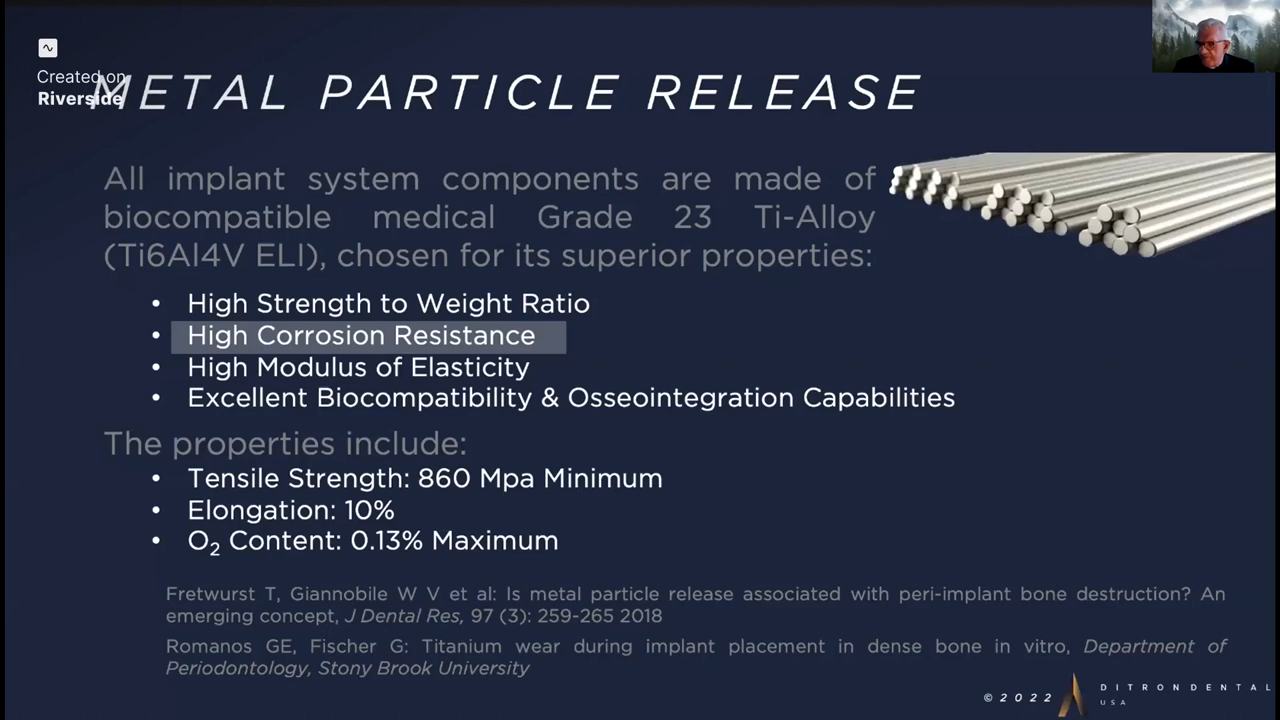 Created on
Riverside
METAL PARTICLE RELEASE
All implant system components are made of
biocompatible medical Grade 23 Ti-Alloy
(Ti6Al4V ELI), chosen for its superior properties:
• High Strength to Weight Ratio
• High Corrosion Resistance
• High Modulus of Elasticity
• Excellent Biocompatibility & Osseointegration Capabilities
The properties include:
• Tensile Strength: 860 Mpa Minimum
• Elongation: 10%
• O₂ Content: 0.13% Maximum
Fretwurst T, Giannobile W V et al: Is metal particle release associated with peri-implant bone destruction? An
emerging concept, J Dental Res, 97 (3): 259-265 2018
Romanos GE, Fischer G: Titanium wear during implant placement in dense bone in vitro, Department of
Periodontology, Stony Brook University
©2022
DITRONDENTAL
USA